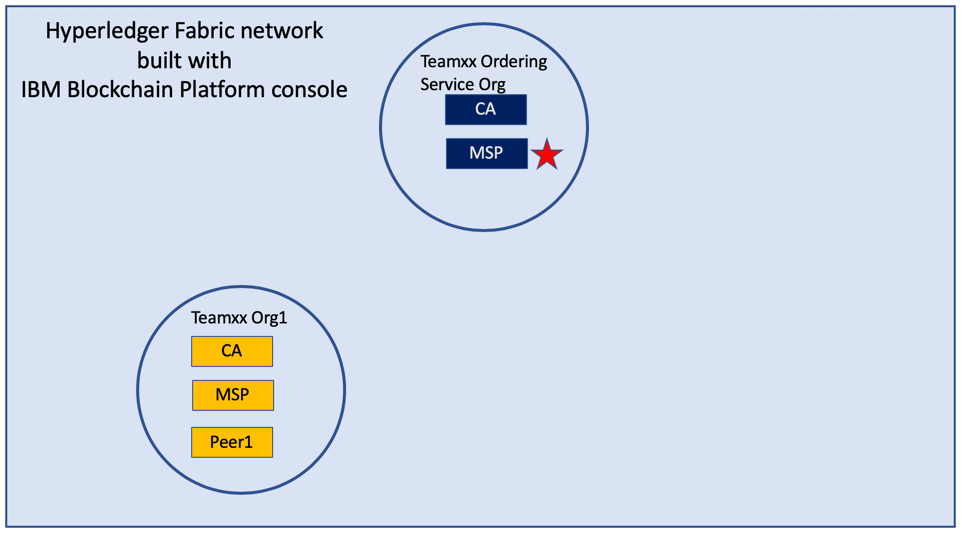 Hyperledger Fabric network
built with
IBM Blockchain Platform console
Teamxx Ordering
Service Org
CA
MSP
Teamxx Org1
CA
MSP
Peer1